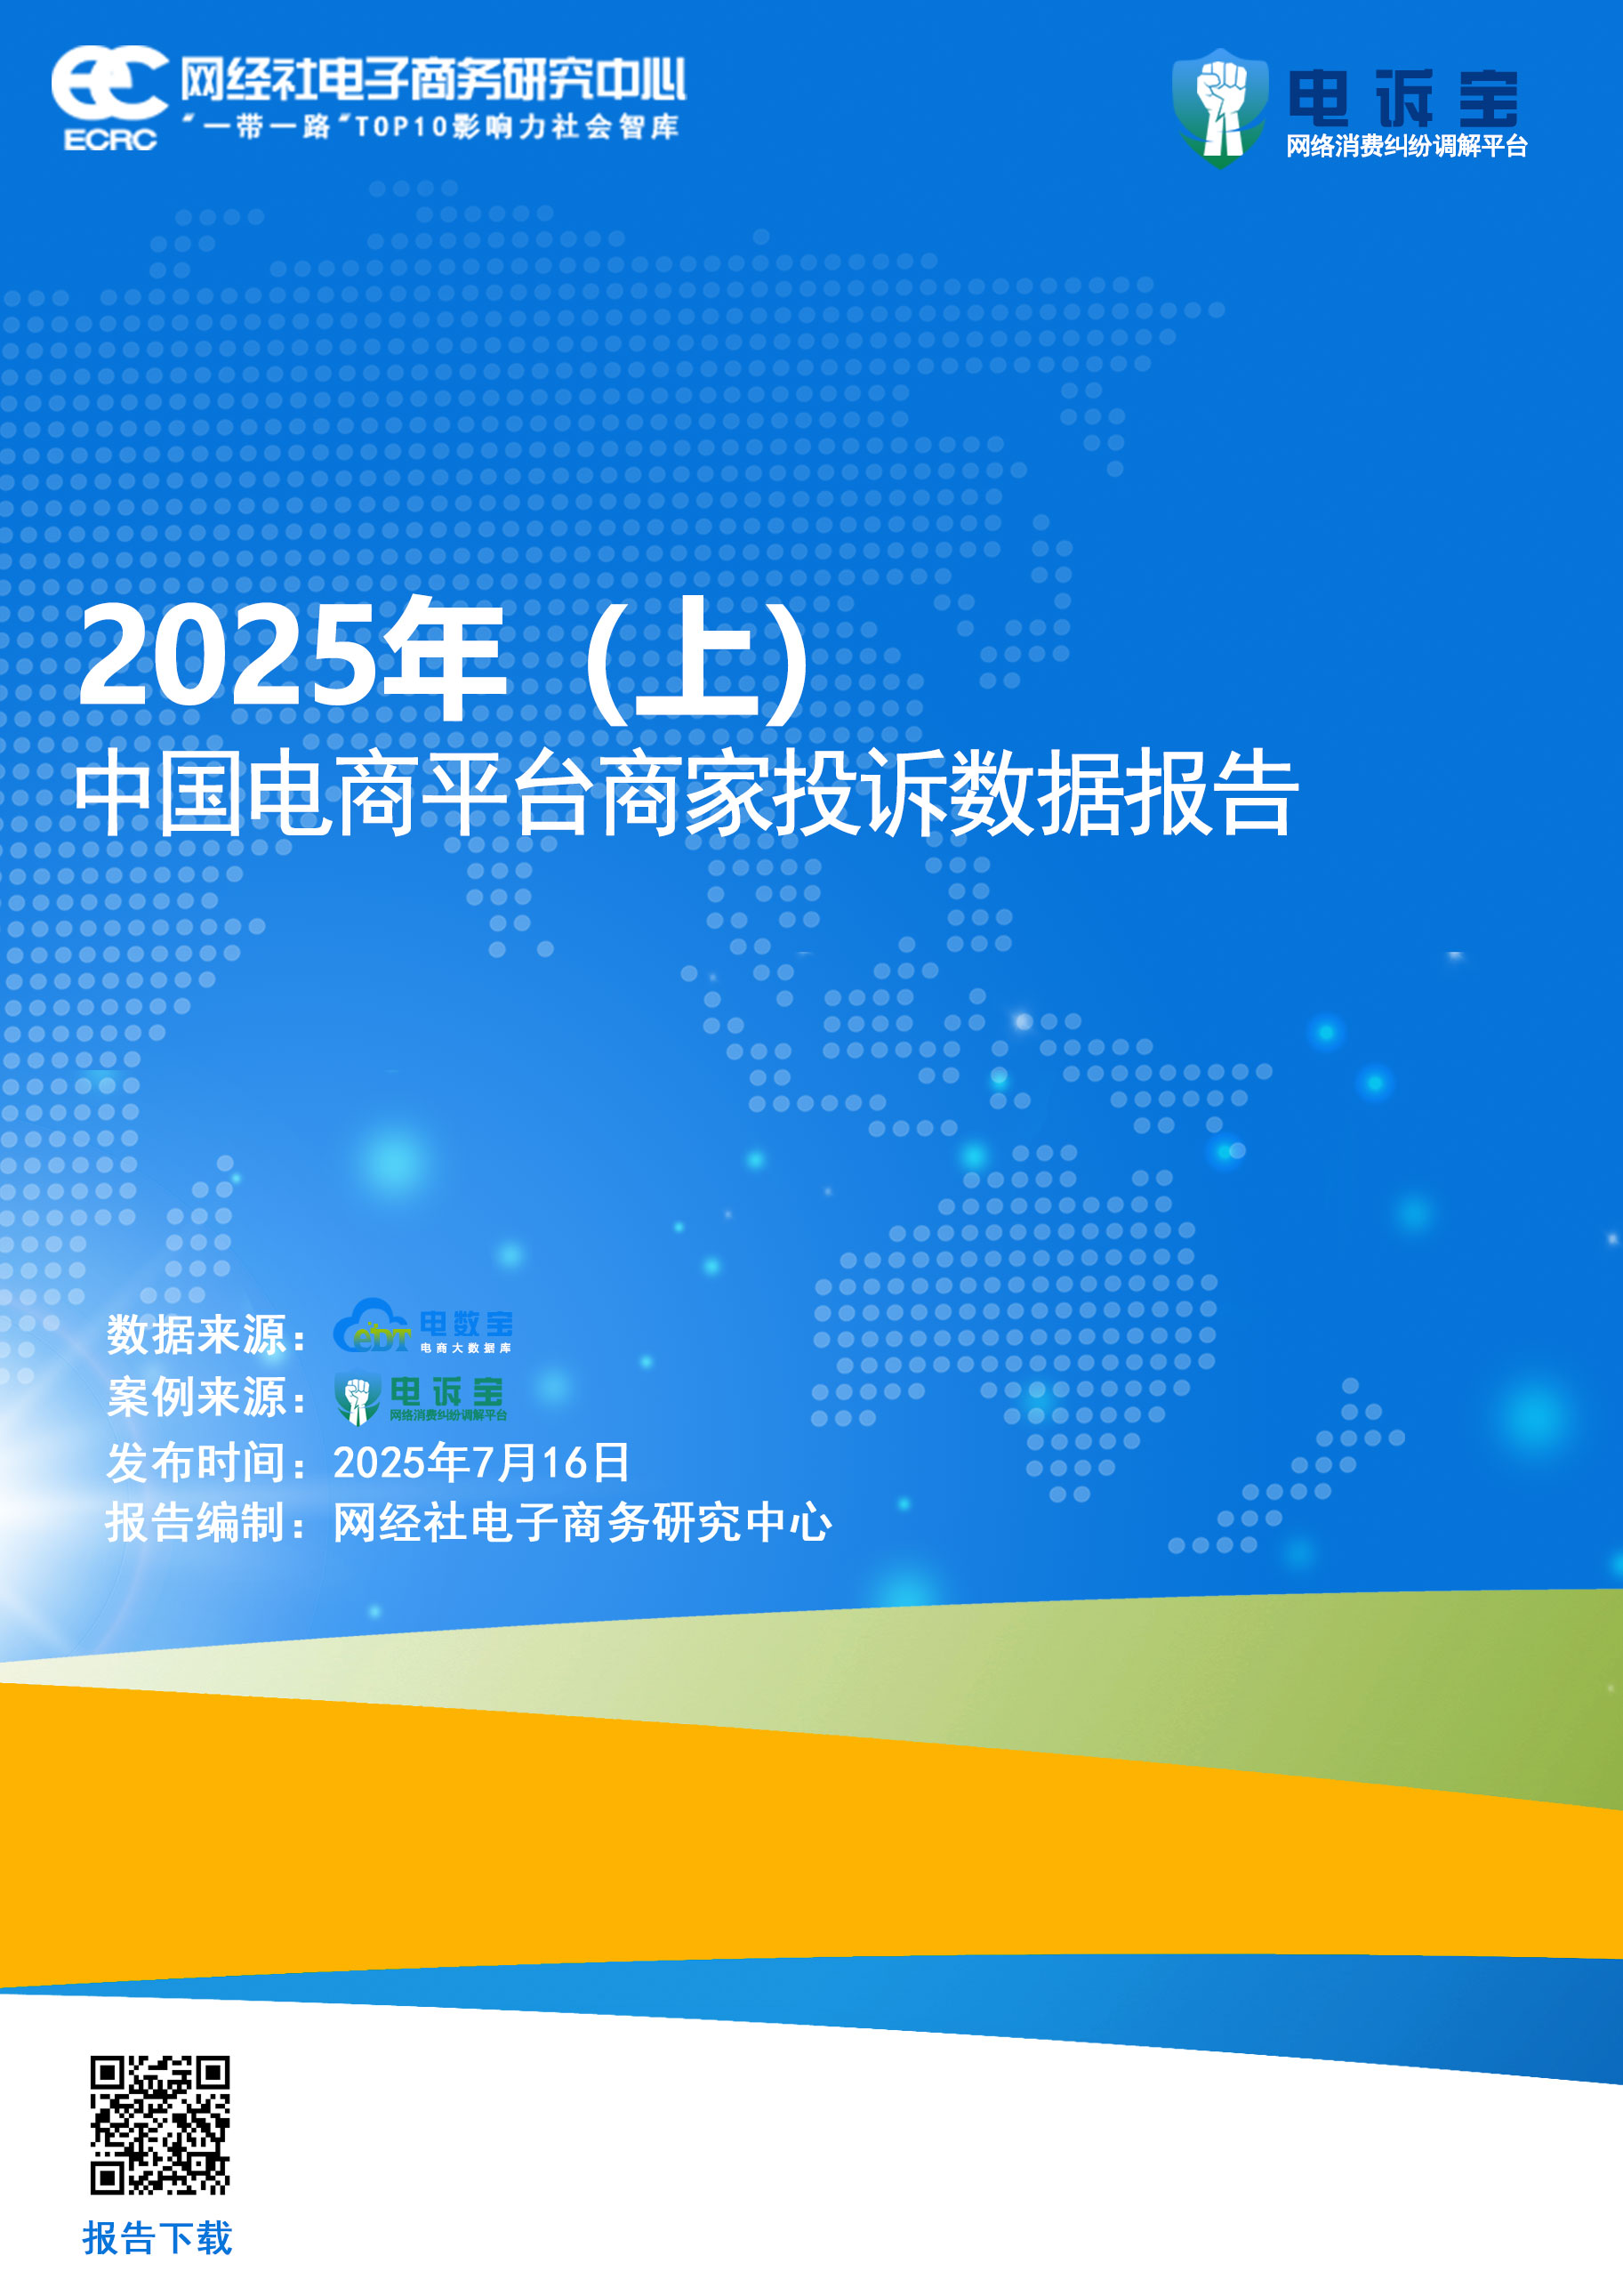 网经社电子商务研究中心
“一带一路”TOP10影响力社会智库
ECRC
电诉宝
网络消费纠纷调解平台
2025年（上）
中国电商平台商家投诉数据报告
数据来源：eDT 电数宝
电商大数据库
案例来源：电诉宝
网络消费纠纷调解平台
发布时间：2025年7月16日
报告编制：网经社电子商务研究中心
报告下载